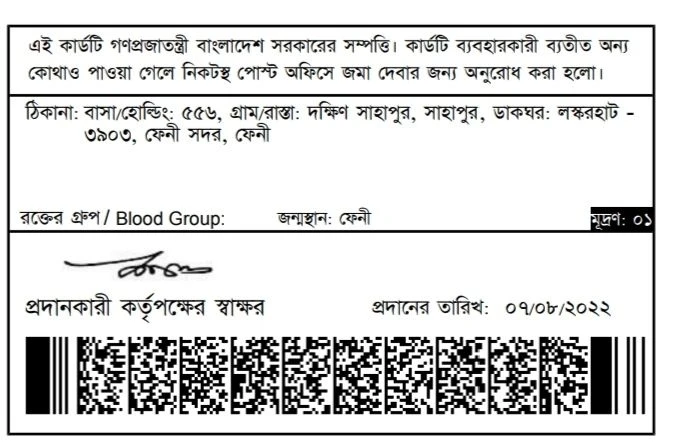 এই কার্ডটি গণপ্রজাতন্ত্রী বাংলাদেশ সরকারের সম্পত্তি। কার্ডটি ব্যবহারকারী ব্যতীত অন্য
কোথাও পাওয়া গেলে নিকটস্থ পোস্ট অফিসে জমা দেবার জন্য অনুরোধ করা হলো।
ঠিকানা: বাসা/হোল্ডিং: ৫৫৬, গ্রাম/রাস্তা: দক্ষিণ সাহাপুর, সাহাপুর, ডাকঘর: লস্করহাট -
৩৯০৩, ফেনী সদর, ফেনী
রক্তের গ্রুপ / Blood Group: জন্মস্থান: ফেনী মূদ্রণ: ০১
প্রদানকারী কর্তৃপক্ষের স্বাক্ষর প্রদানের তারিখ: ০৭/০৮/২০২২